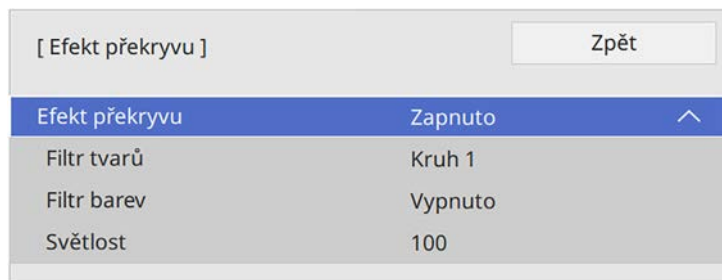 [ Efekt překryvu ] Zpět
Efekt překryvu Zapnuto
Filtr tvarů Kruh 1
Filtr barev Vypnuto
Světlost 100